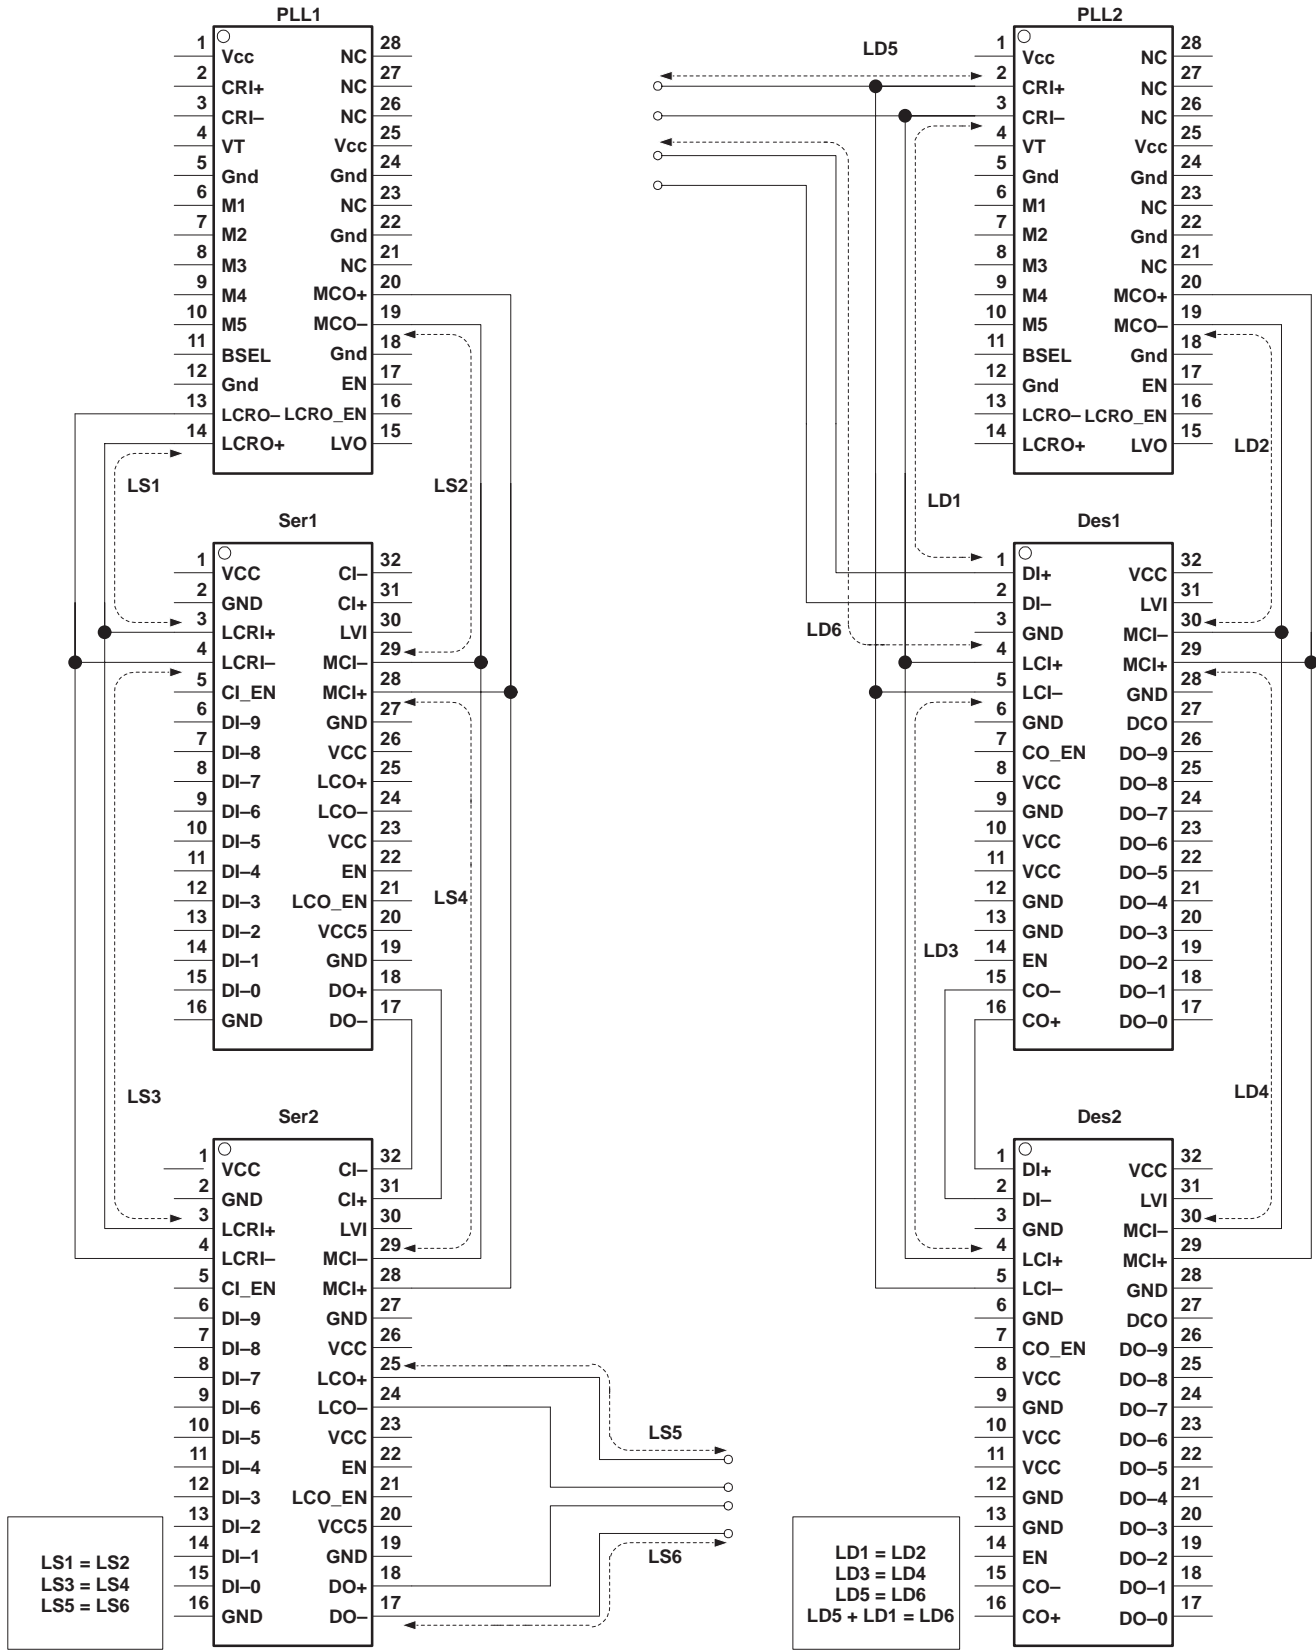 PLL1
1 Vcc NC 28
2 CRI+ NC 27
3 CRI– NC 26
4 VT Vcc 25
5 Gnd Gnd 24
6 M1 NC 23
7 M2 Gnd 22
8 M3 NC 21
9 M4 MCO+ 20
10 M5 MCO– 19
11 BSEL Gnd 18
12 Gnd EN 17
13 LCRO– LCRO_EN 16
14 LCRO+ LVO 15
LS1
LS2
Ser1
1 VCC CI– 32
2 GND CI+ 31
3 LCRI+ LVI 30
4 LCRI– MCI– 29
5 CI_EN MCI+ 28
6 DI–9 GND 27
7 DI–8 VCC 26
8 DI–7 LCO+ 25
9 DI–6 LCO– 24
10 DI–5 VCC 23
11 DI–4 EN 22
12 DI–3 LCO_EN 21
13 DI–2 VCC5 20
14 DI–1 GND 19
15 DI–0 DO+ 18
16 GND DO– 17
LS4
LS3
Ser2
1 VCC CI– 32
2 GND CI+ 31
3 LCRI+ LVI 30
4 LCRI– MCI– 29
5 CI_EN MCI+ 28
6 DI–9 GND 27
7 DI–8 VCC 26
8 DI–7 LCO+ 25
9 DI–6 LCO– 24
10 DI–5 VCC 23
11 DI–4 EN 22
12 DI–3 LCO_EN 21
13 DI–2 VCC5 20
14 DI–1 GND 19
15 DI–0 DO+ 18
16 GND DO– 17
LS5
LS6
LS1 = LS2
LS3 = LS4
LS5 = LS6
PLL2
LD5
1 Vcc NC 28
2 CRI+ NC 27
3 CRI– NC 26
4 VT Vcc 25
5 Gnd Gnd 24
6 M1 NC 23
7 M2 Gnd 22
8 M3 NC 21
9 M4 MCO+ 20
10 M5 MCO– 19
11 BSEL Gnd 18
12 Gnd EN 17
13 LCRO– LCRO_EN 16
14 LCRO+ LVO 15
LD2
LD1
Des1
1 DI+ VCC 32
2 DI– LVI 31
3 GND MCI– 30
4 LCI+ MCI+ 29
5 LCI– GND 28
6 GND DCO 27
7 CO_EN DO–9 26
8 VCC DO–8 25
9 GND DO–7 24
10 VCC DO–6 23
11 VCC DO–5 22
12 GND DO–4 21
13 GND DO–3 20
14 EN DO–2 19
15 CO– DO–1 18
16 CO+ DO–0 17
LD6
LD3
LD4
Des2
1 DI+ VCC 32
2 DI– LVI 31
3 GND MCI– 30
4 LCI+ MCI+ 29
5 LCI– GND 28
6 GND DCO 27
7 CO_EN DO–9 26
8 VCC DO–8 25
9 GND DO–7 24
10 VCC DO–6 23
11 VCC DO–5 22
12 GND DO–4 21
13 GND DO–3 20
14 EN DO–2 19
15 CO– DO–1 18
16 CO+ DO–0 17
LD1 = LD2
LD3 = LD4
LD5 = LD6
LD5 + LD1 = LD6